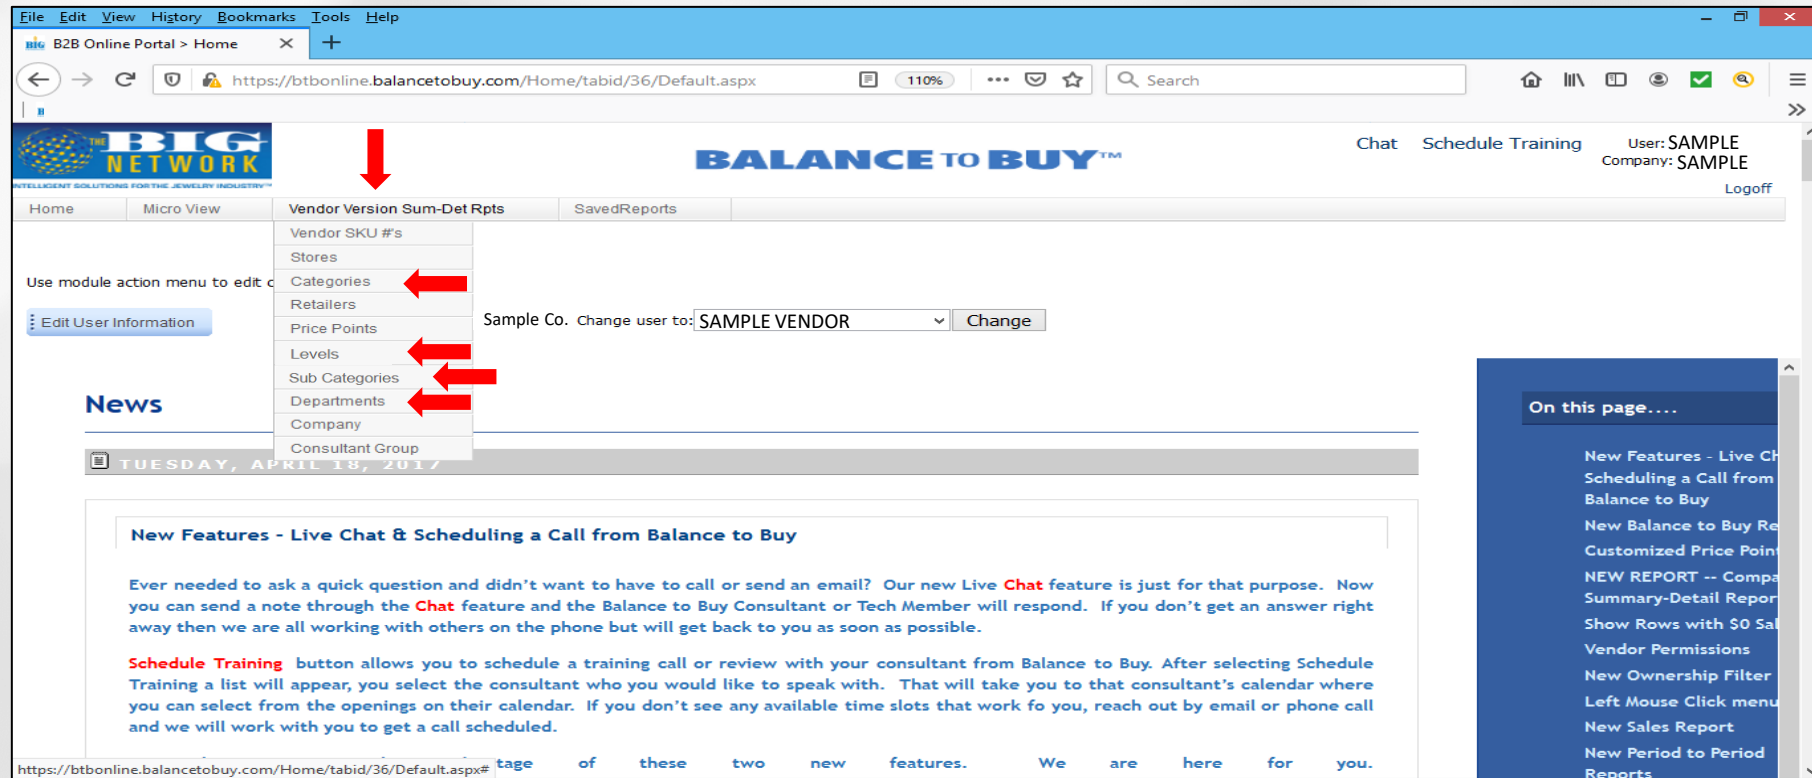 File Edit View History Bookmarks Tools Help
BIG B2B Online Portal > Home
https://btbonline.balancetobuy.com/Home/tabid/36/Default.aspx 110% Search
THE BIG NETWORK
INTELLIGENT SOLUTIONS FOR THE JEWELRY INDUSTRY
BALANCE TO BUY™
Chat Schedule Training User: SAMPLE
Company: SAMPLE
Logoff
Home Micro View Vendor Version Sum-Det Rpts SavedReports
Vendor SKU #'s
Stores
Categories
Retailers
Price Points
Levels
Sub Categories
Departments
Company
Consultant Group
Use module action menu to edit
Edit User Information
Sample Co. Change user to: SAMPLE VENDOR Change
News
TUESDAY, APRIL 18, 2017
New Features - Live Chat & Scheduling a Call from Balance to Buy
Ever needed to ask a quick question and didn't want to have to call or send an email? Our new Live Chat feature is just for that purpose. Now
you can send a note through the Chat feature and the Balance to Buy Consultant or Tech Member will respond. If you don't get an answer right
away then we are all working with others on the phone but will get back to you as soon as possible.
Schedule Training button allows you to schedule a training call or review with your consultant from Balance to Buy. After selecting Schedule
Training a list will appear, you select the consultant who you would like to speak with. That will take you to that consultant's calendar where
you can select from the openings on their calendar. If you don't see any available time slots that work fo you, reach out by email or phone call
and we will work with you to get a call scheduled.
of these two new features. We are here for you.
https://btbonline.balancetobuy.com/Home/tabid/36/Default.aspx#
On this page....
New Features - Live
Scheduling a Call from
Balance to Buy
New Balance to Buy
Customized Price
NEW REPORT --
Summary-Detail
Show Rows with $0
Vendor Permissions
New Ownership Filter
Left Mouse Click menu
New Sales Report
New Period to Period
Reports